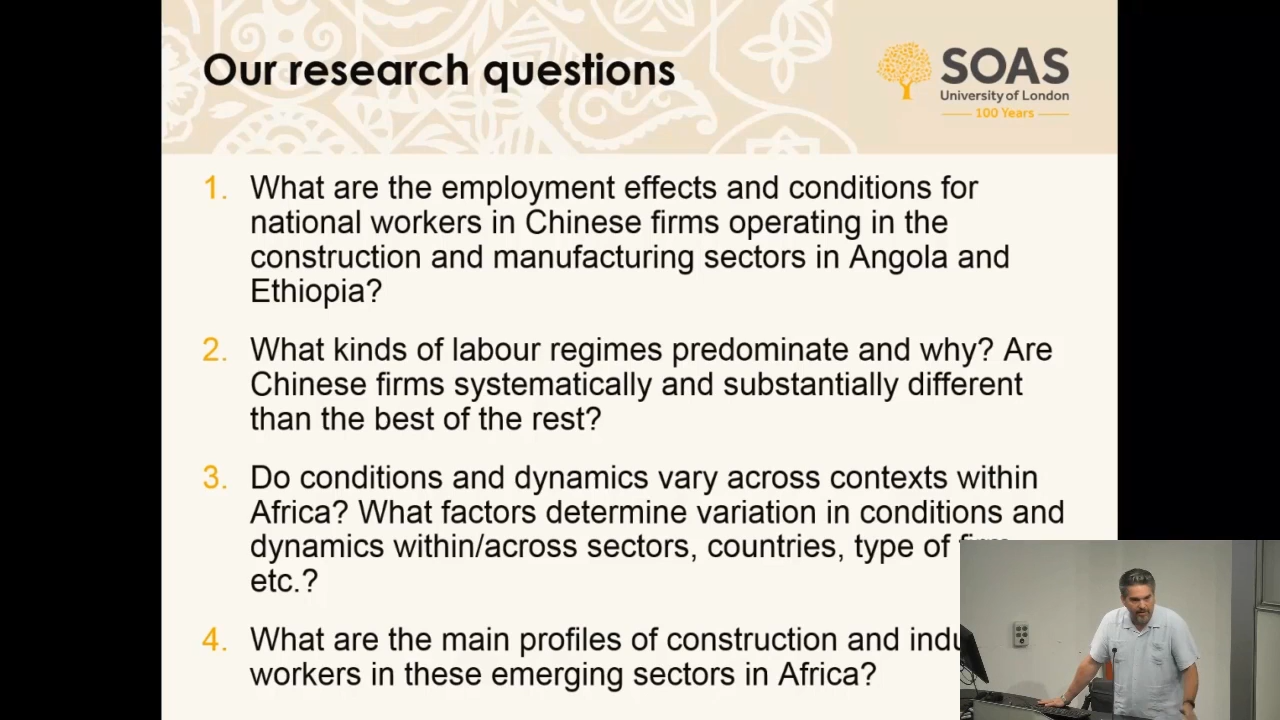 Our research questions
SOAS
University of London
100 Years
1. What are the employment effects and conditions for
national workers in Chinese firms operating in the
construction and manufacturing sectors in Angola and
Ethiopia?
2. What kinds of labour regimes predominate and why? Are
Chinese firms systematically and substantially different
than the best of the rest?
3. Do conditions and dynamics vary across contexts within
Africa? What factors determine variation in conditions and
dynamics within/across sectors, countries, type of
etc.?
4. What are the main profiles of construction and
workers in these emerging sectors in Africa?